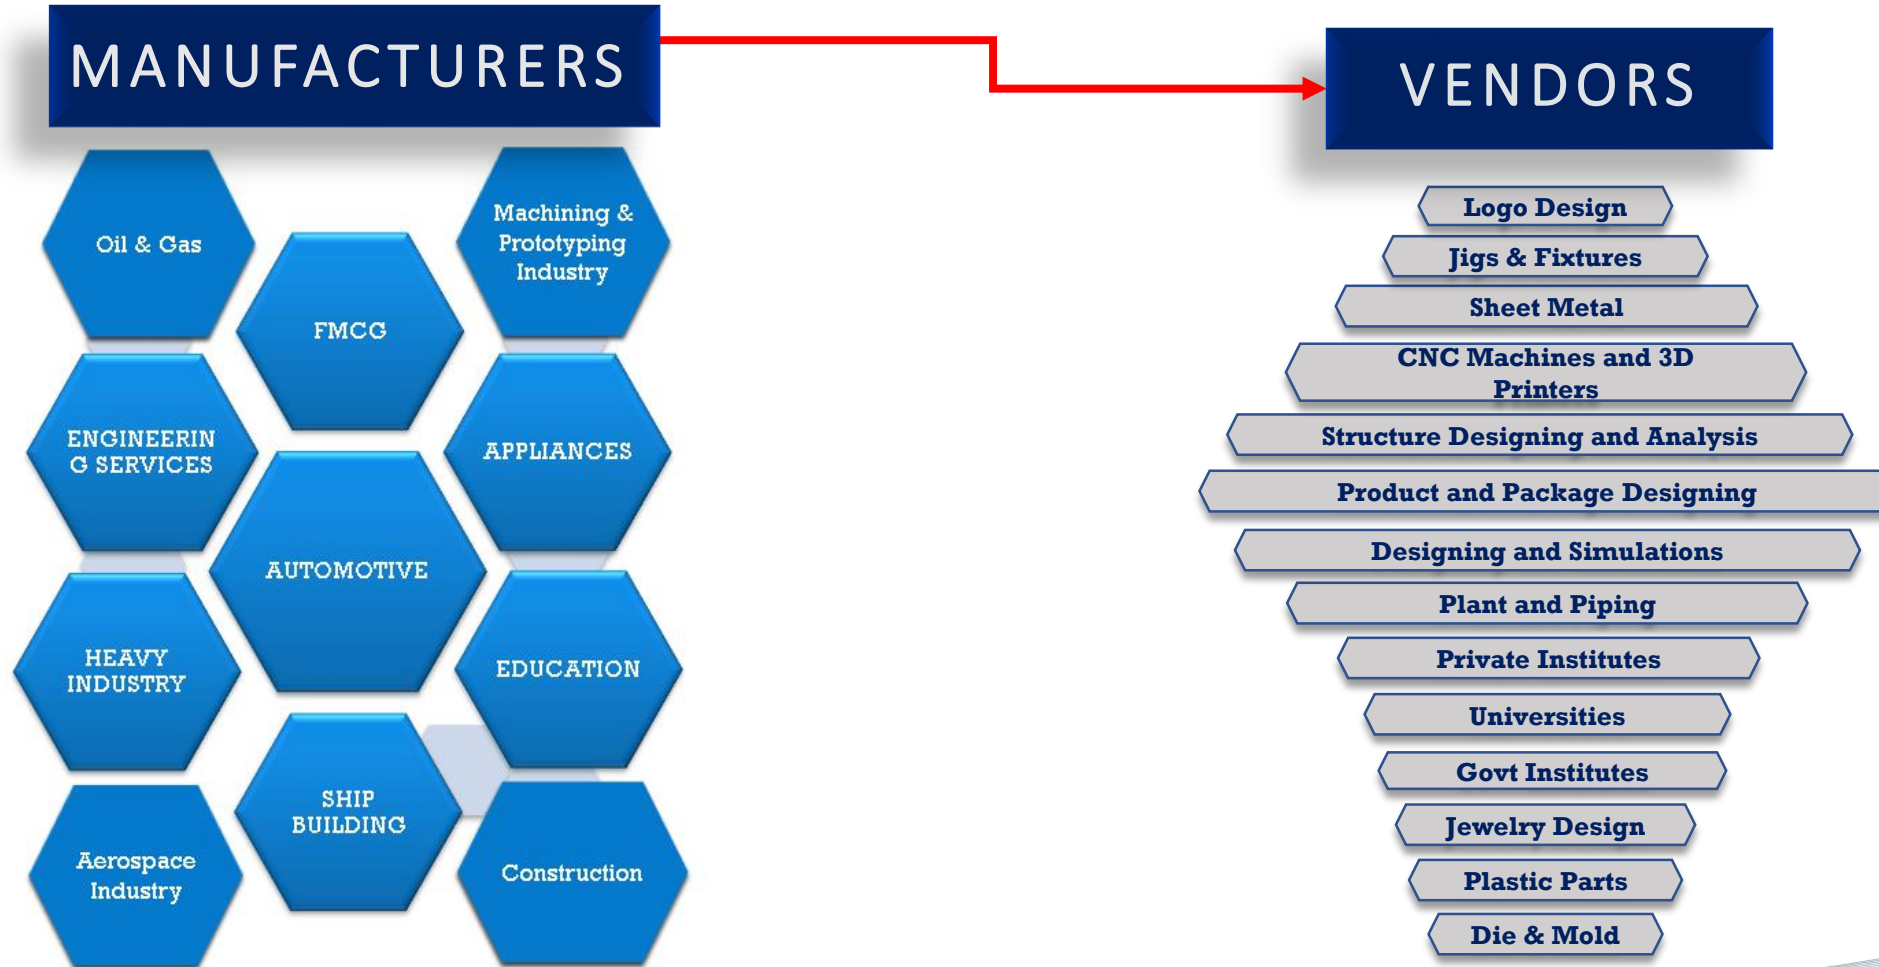 MANUFACTURERS
VENDORS
Oil & Gas
Machining &
Prototyping
Industry
FMCG
ENGINEERIN
G SERVICES
APPLIANCES
AUTOMOTIVE
HEAVY
INDUSTRY
EDUCATION
SHIP
BUILDING
Aerospace
Industry
Construction
Logo Design
Jigs & Fixtures
Sheet Metal
CNC Machines and 3D
Printers
Structure Designing and Analysis
Product and Package Designing
Designing and Simulations
Plant and Piping
Private Institutes
Universities
Govt Institutes
Jewelry Design
Plastic Parts
Die & Mold